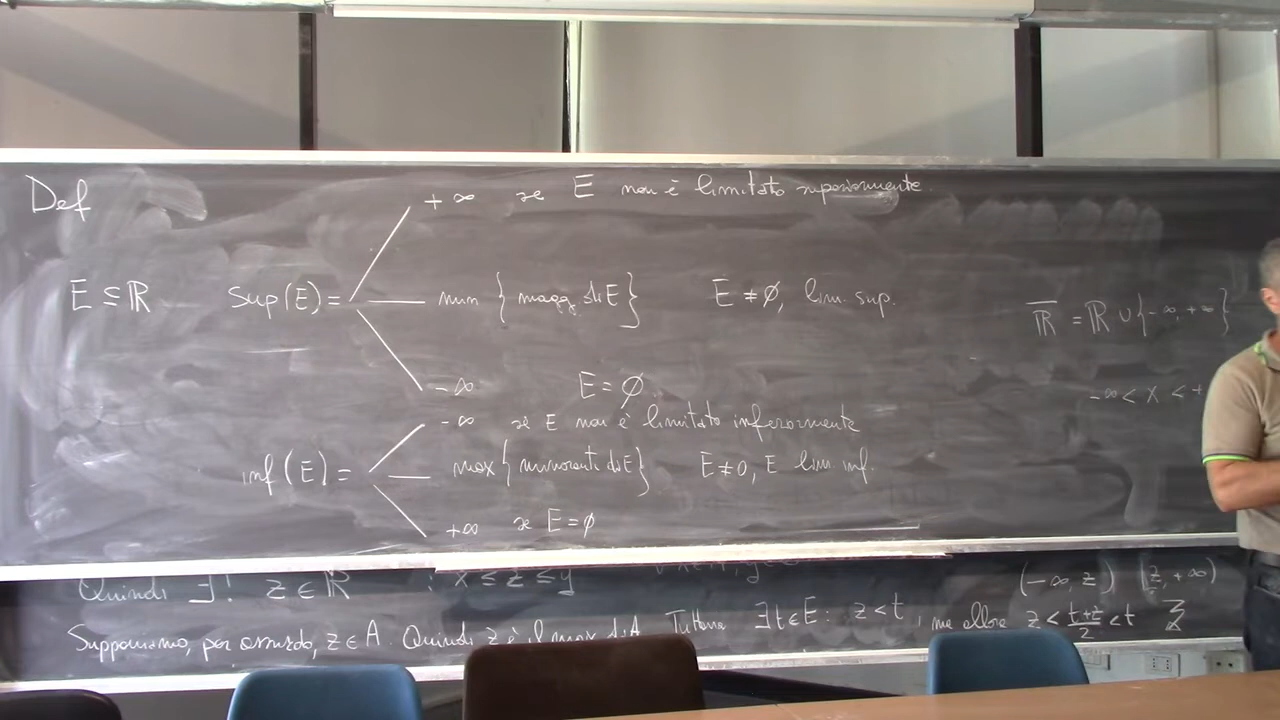 Def
+∞ se E non è limitato superiormente.
E ⊆ ℝ sup(E) = min {magg. di E} E ≠ ∅, lim. sup.
-∞ E = ∅.
-∞ se E non è limitato inferiormente
inf(E) = max {minoranti di E} E ≠ 0, E lim. inf.
+∞ se E = ∅
ℝ̅ = ℝ ∪ {-∞, +∞}
-∞ < x < +
Quindi ∃! z ∈ ℝ : x ≤ z ≤ y
(-∞, z) (z, +∞)
Supponiamo, per assurdo, z ∈ A. Quindi z è il max di A. Tuttavia ∃t∈E: z < t, ma allora z < (t+z)/2 < t